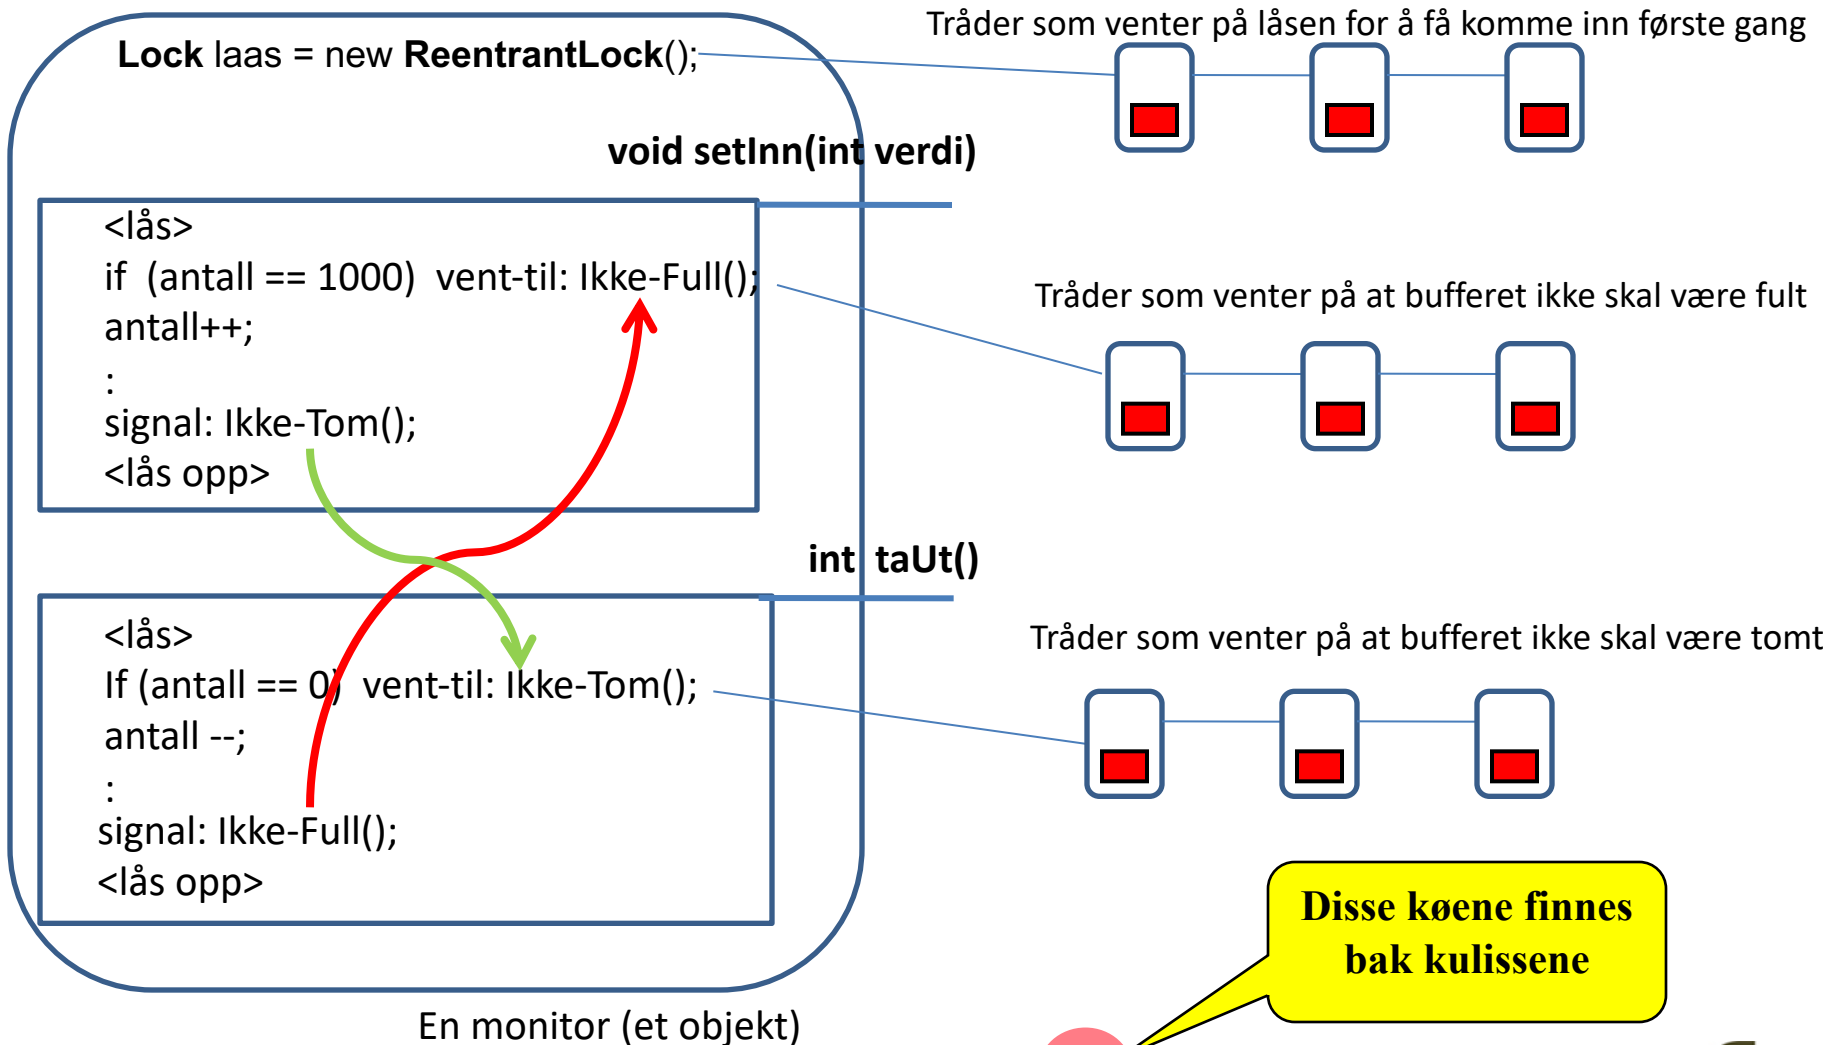 Tråder som venter på låsen for å få komme inn første gang
Lock laas = new ReentrantLock();
void setInn(int verdi)
<lås>
if (antall == 1000) vent-til: Ikke-Full();
antall++;
:
signal: Ikke-Tom();
<lås opp>
Tråder som venter på at bufferet ikke skal være fult
int taUt()
<lås>
If (antall == 0) vent-til: Ikke-Tom();
antall --;
:
signal: Ikke-Full();
<lås opp>
Tråder som venter på at bufferet ikke skal være tomt
Disse køene finnes
bak kulissene
En monitor (et objekt)